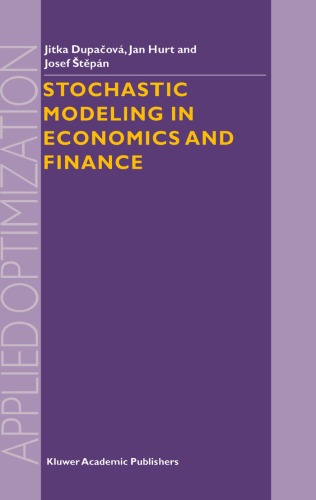 Jitka Dupačová, Jan Hurt and
Josef Štěpán
STOCHASTIC
MODELING IN
ECONOMICS AND
FINANCE
APPLIED OPTIMIZATION
Kluwer Academic Publishers